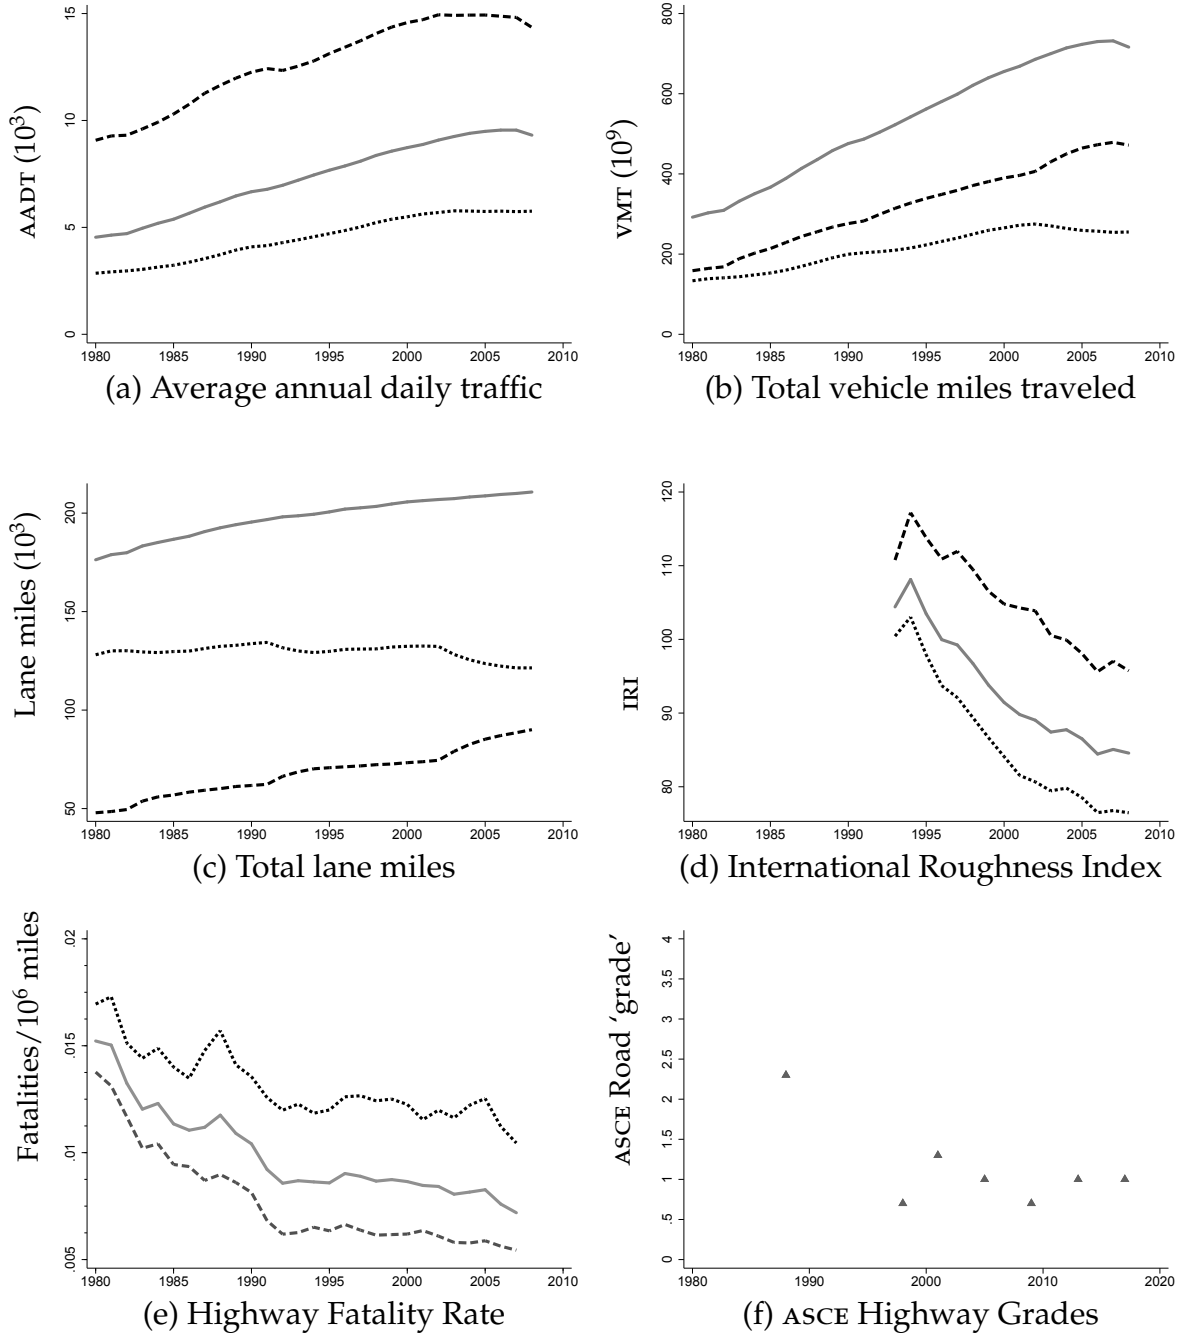 AADT (10³)
0 5 10 15
1980 1985 1990 1995 2000 2005 2010
(a) Average annual daily traffic
VMT (10⁹)
0 200 400 600 800
1980 1985 1990 1995 2000 2005 2010
(b) Total vehicle miles traveled
Lane miles (10³)
50 100 150 200
1980 1985 1990 1995 2000 2005 2010
(c) Total lane miles
IRI
80 90 100 110 120
1980 1985 1990 1995 2000 2005 2010
(d) International Roughness Index
Fatalities/10⁶ miles
.005 .01 .015 .02
1980 1985 1990 1995 2000 2005 2010
(e) Highway Fatality Rate
ASCE Road ‘grade’
0 .5 1 1.5 2 2.5 3 3.5 4
1980 1990 2000 2010 2020
(f) ASCE Highway Grades